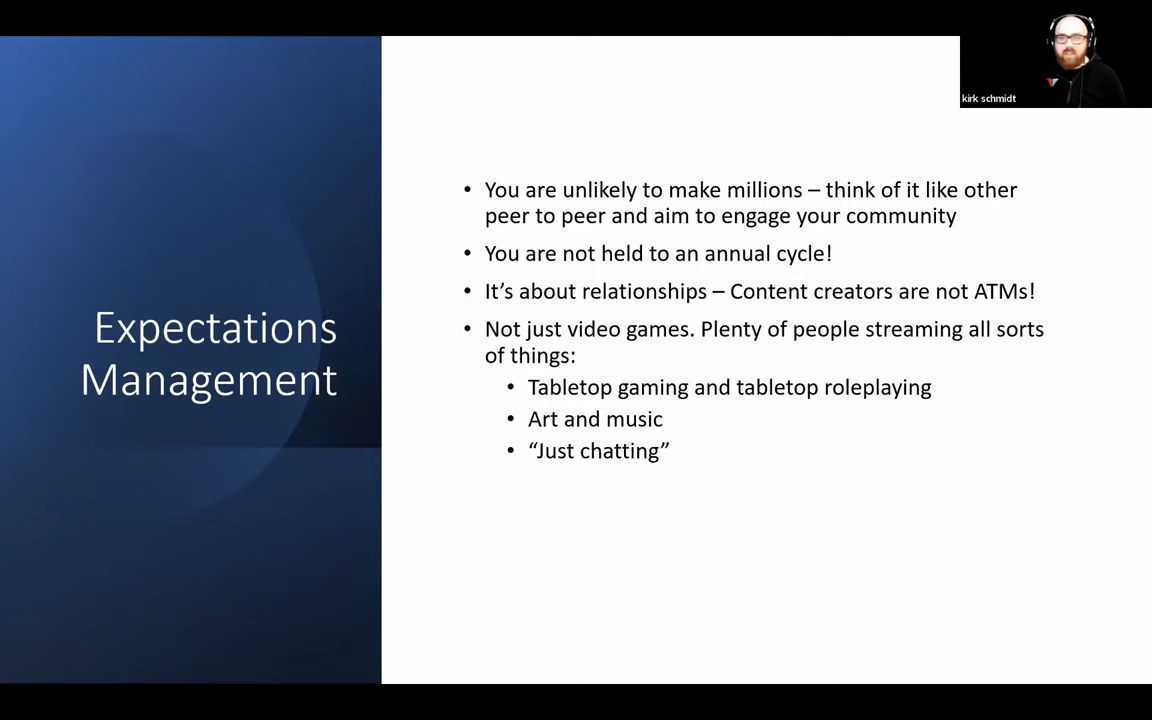 kirk schmidt
Expectations
Management
• You are unlikely to make millions – think of it like other
peer to peer and aim to engage your community
• You are not held to an annual cycle!
• It’s about relationships – Content creators are not ATMs!
• Not just video games. Plenty of people streaming all sorts
of things:
• Tabletop gaming and tabletop roleplaying
• Art and music
• “Just chatting”